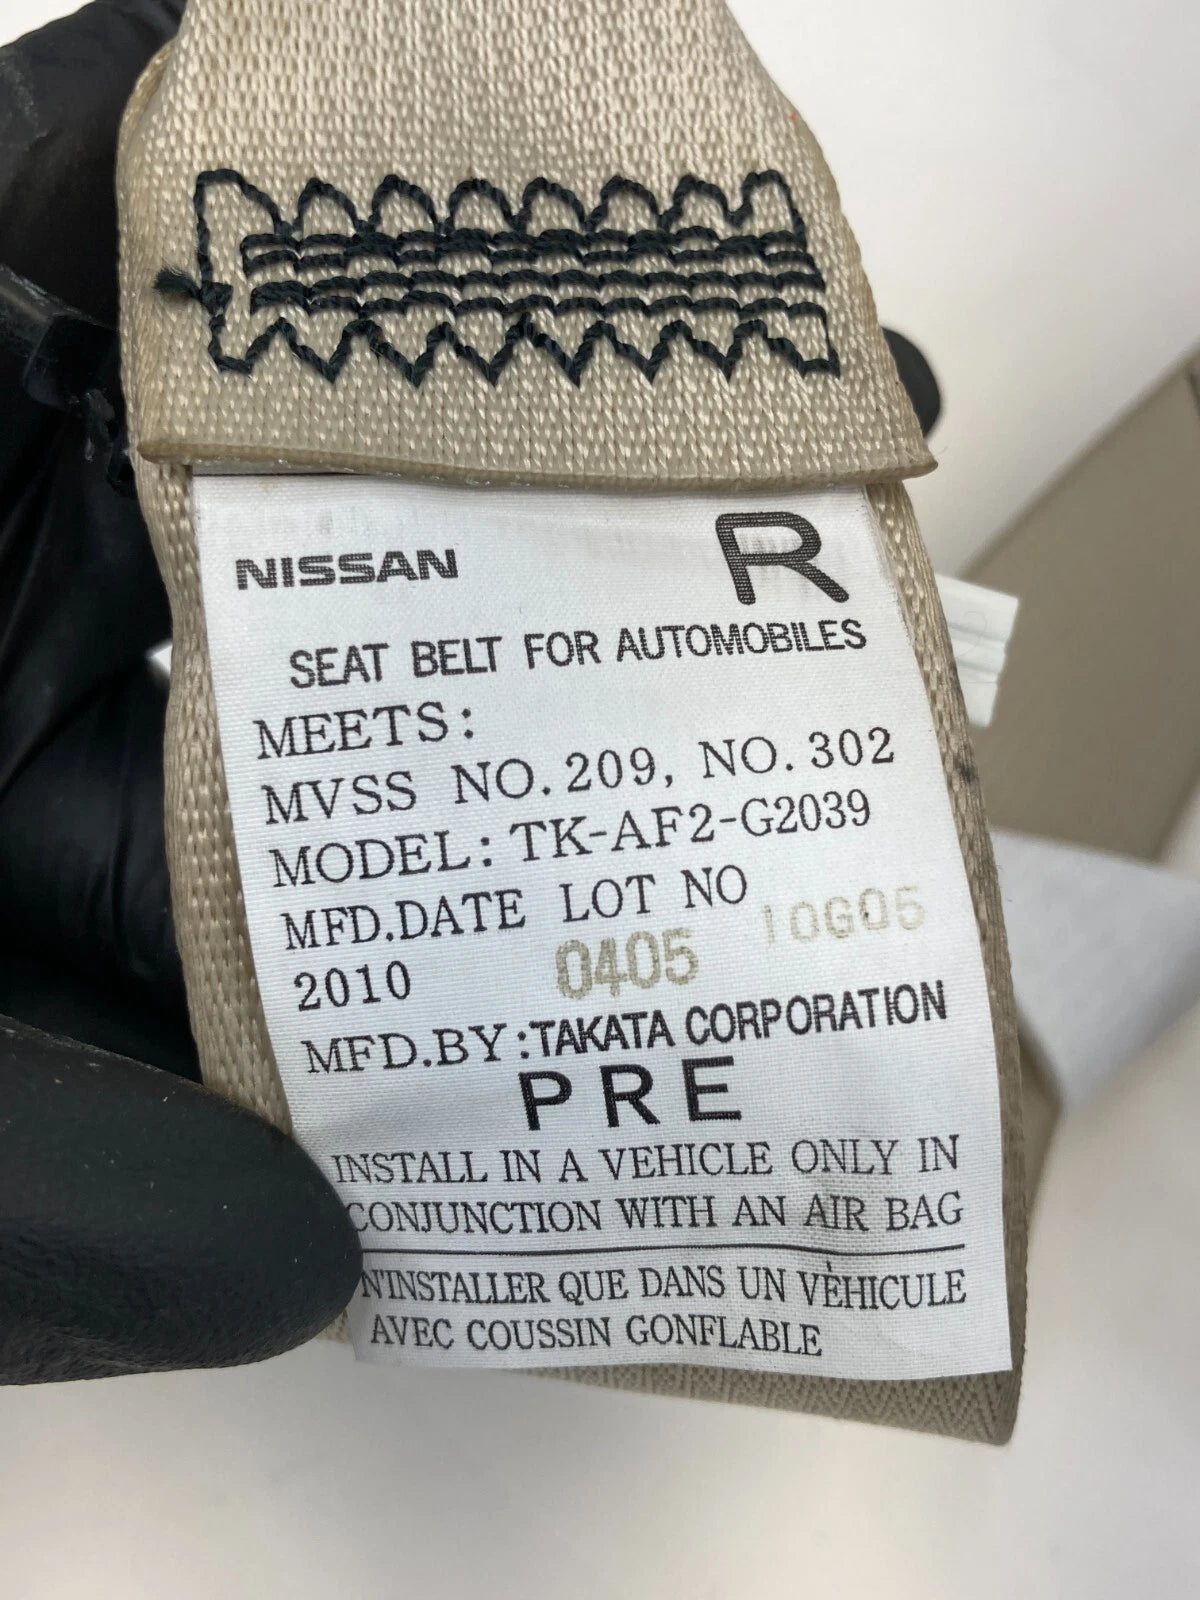 NISSAN R
SEAT BELT FOR AUTOMOBILES
MEETS:
MVSS NO. 209, NO. 302
MODEL: TK-AF2-G2039
MFD.DATE LOT NO 10G05
2010 0405
MFD.BY:TAKATA CORPORATION
PRE
INSTALL IN A VEHICLE ONLY IN
CONJUNCTION WITH AN AIR BAG
N'INSTALLER QUE DANS UN VÈHICULE
AVEC COUSSIN GONFLABLE